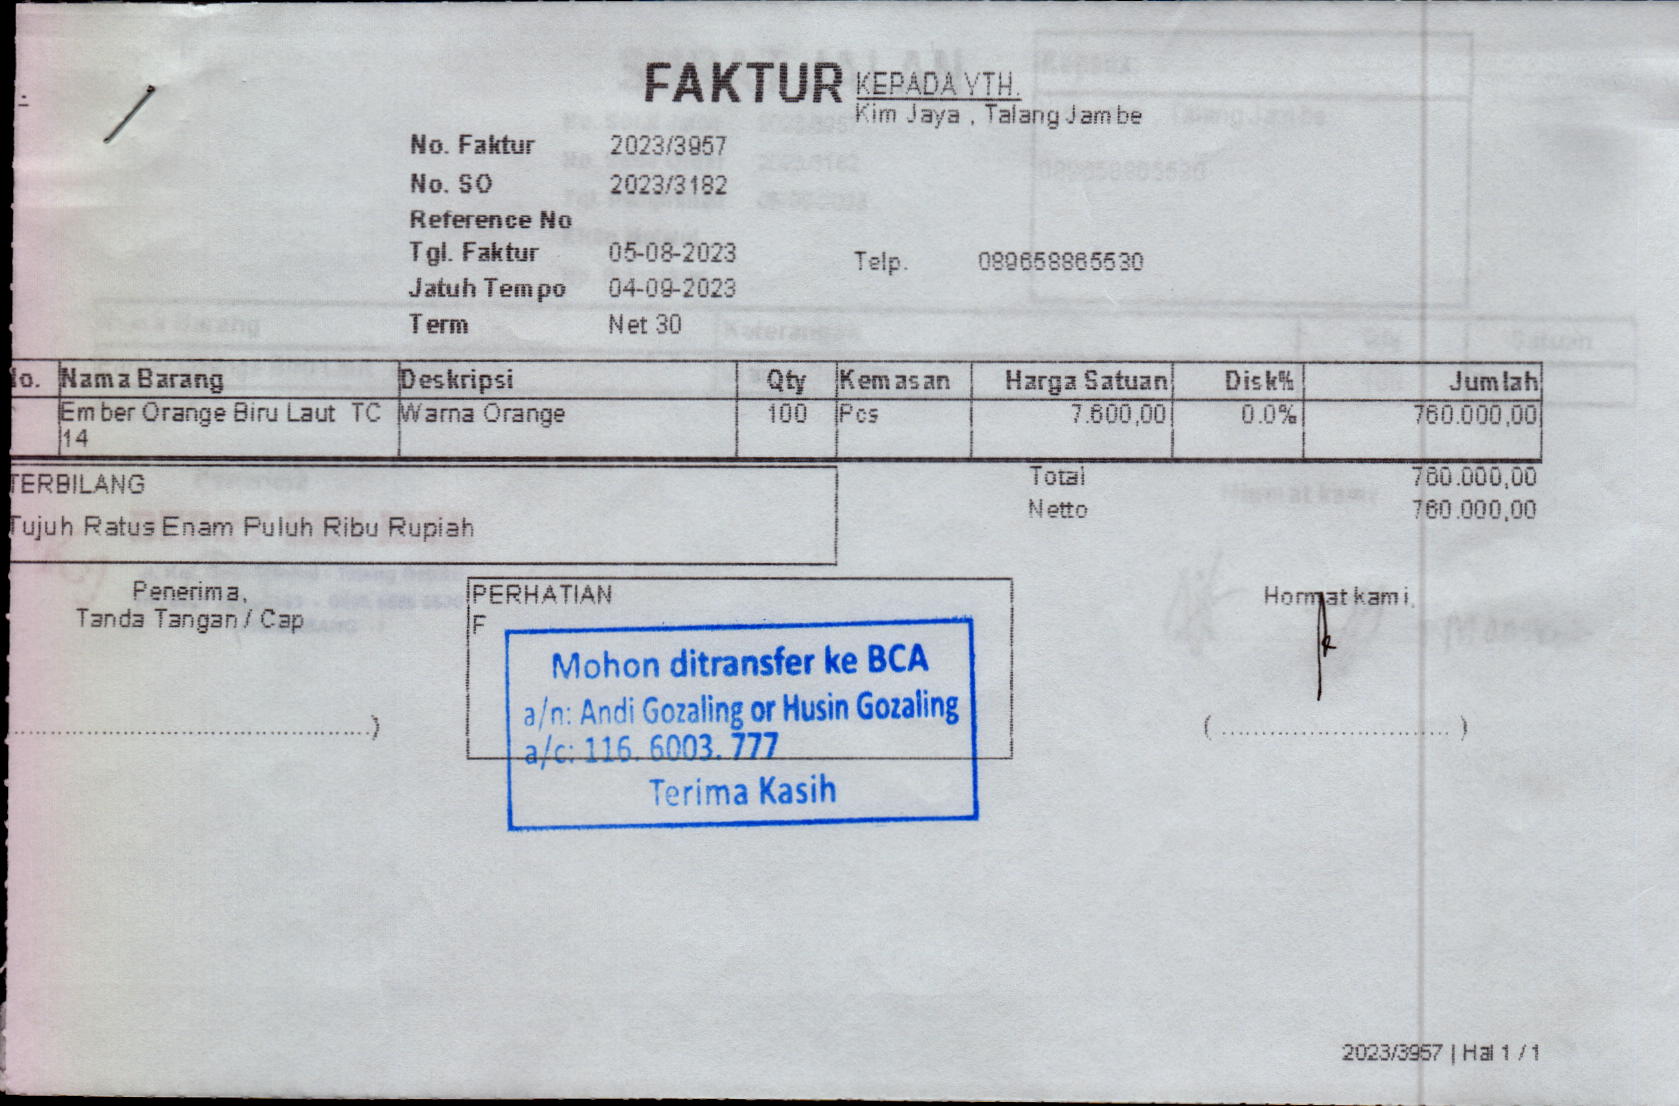 FAKTUR
KEPADA YTH.
Kim Jaya , Talang Jambe
No. Faktur 2023/3957
No. SO 2023/3182
Reference No
Tgl. Faktur 05-08-2023
Telp. 089658865530
Jatuh Tempo 04-09-2023
Term Net 30
No. Nama Barang Deskripsi Qty Kemasan Harga Satuan Disk% Jumlah
Ember Orange Biru Laut TC Warna Orange 100 Pcs 7.600,00 0.0% 760.000,00
14
TERBILANG
Tujuh Ratus Enam Puluh Ribu Rupiah
Total 760.000,00
Netto 760.000,00
Penerima,
Tanda Tangan / Cap
PERHATIAN
F
Mohon ditransfer ke BCA
a/n: Andi Gozaling or Husin Gozaling
a/c: 116. 6003. 777
Terima Kasih
Hormat kami,
2023/3957 | Hal 1 / 1